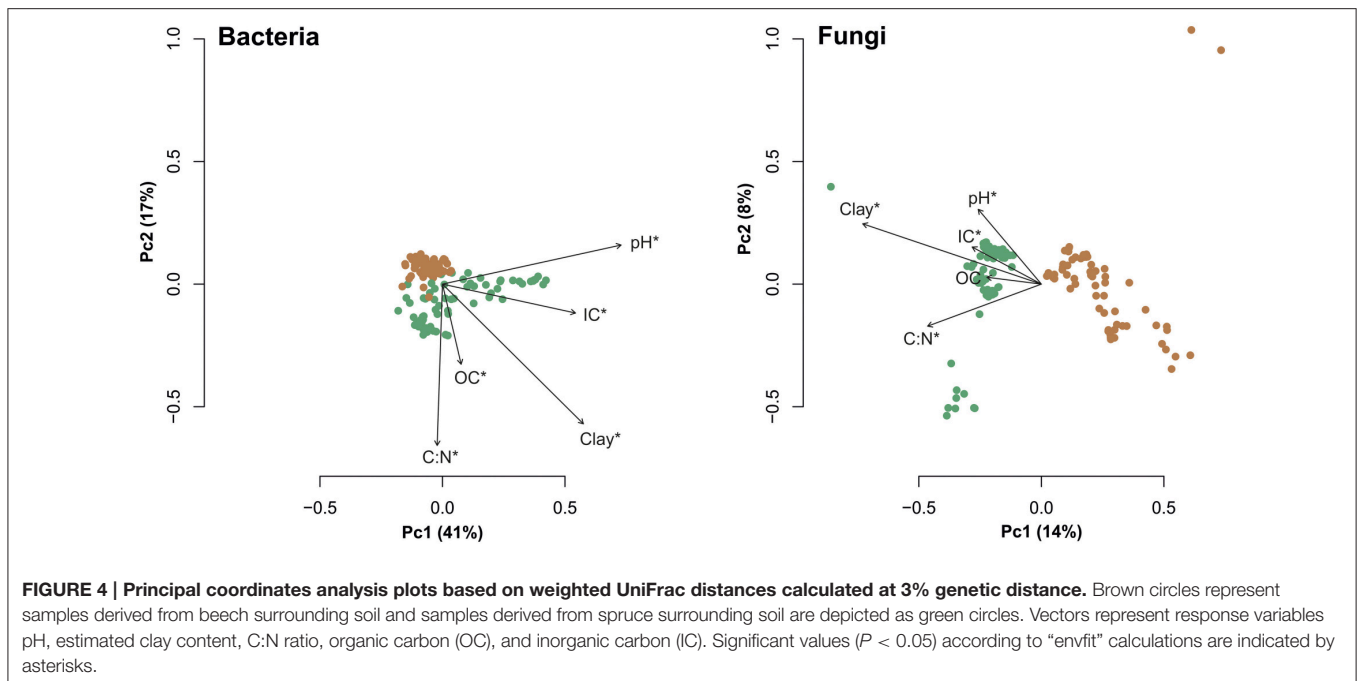 Bacteria
1.0
0.5
0.0
−0.5
Pc2 (17%)
pH*
IC*
OC*
Clay*
C:N*
−0.5 0.0 0.5
Pc1 (41%)
Fungi
1.0
0.5
0.0
−0.5
Pc2 (8%)
pH*
Clay*
IC*
OC
C:N*
−0.5 0.0 0.5
Pc1 (14%)
FIGURE 4 | Principal coordinates analysis plots based on weighted UniFrac distances calculated at 3% genetic distance. Brown circles represent
samples derived from beech surrounding soil and samples derived from spruce surrounding soil are depicted as green circles. Vectors represent response variables
pH, estimated clay content, C:N ratio, organic carbon (OC), and inorganic carbon (IC). Significant values (P < 0.05) according to “envfit” calculations are indicated by
asterisks.